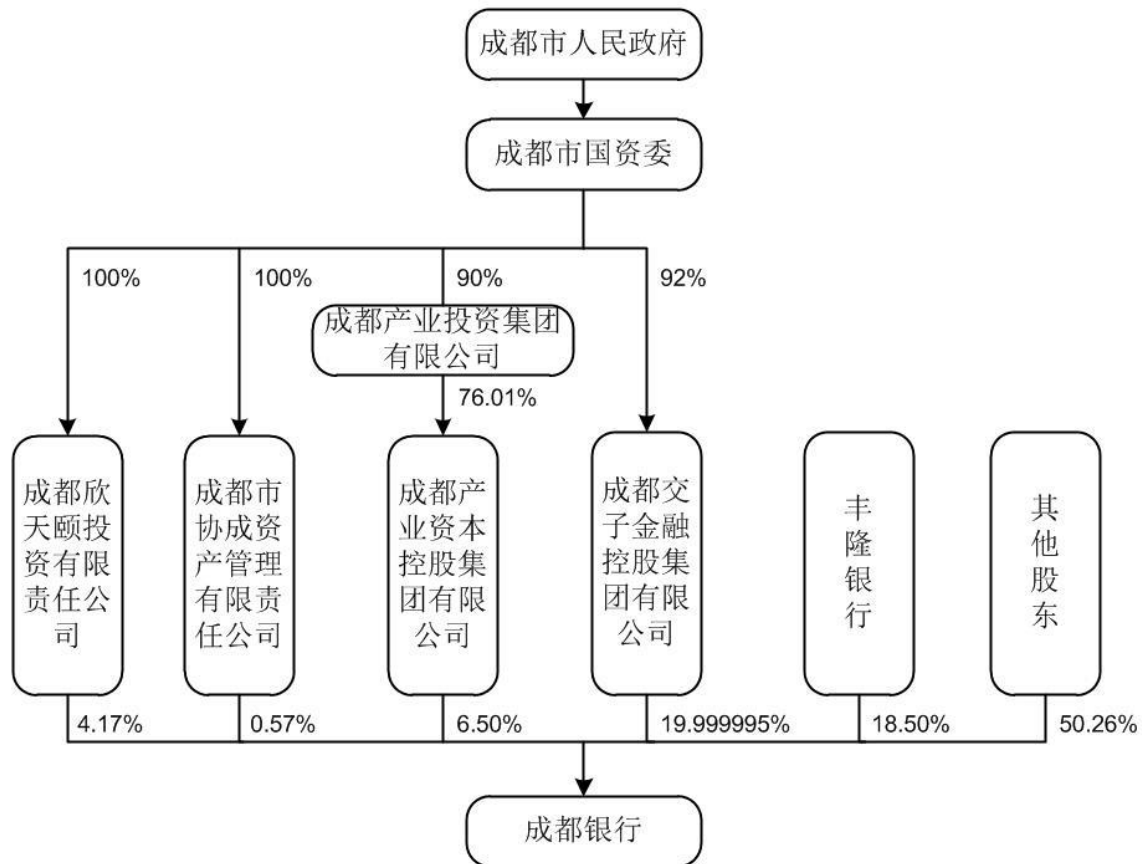 成都市人民政府
成都市国资委
100%
100%
90%
92%
成都产业投资集团
有限公司
76.01%
成都欣
天颐投
资有限
责任公
司
成都市
协成资
产管理
有限责
任公司
成都产
业资本
控股集
团有限
公司
成都交
子金融
控股集
团有限
公司
丰
隆
银
行
其
他
股
东
4.17%
0.57%
6.50%
19.999995%
18.50%
50.26%
成都银行